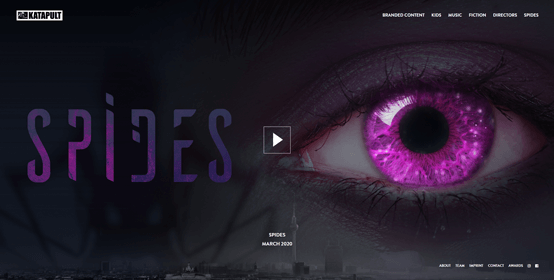 KATAPULT
BRANDED CONTENT KIDS MUSIC FICTION DIRECTORS SPIDES
SPIDES
SPIDES
MARCH 2020
ABOUT TEAM IMPRINT CONTACT AWARDS